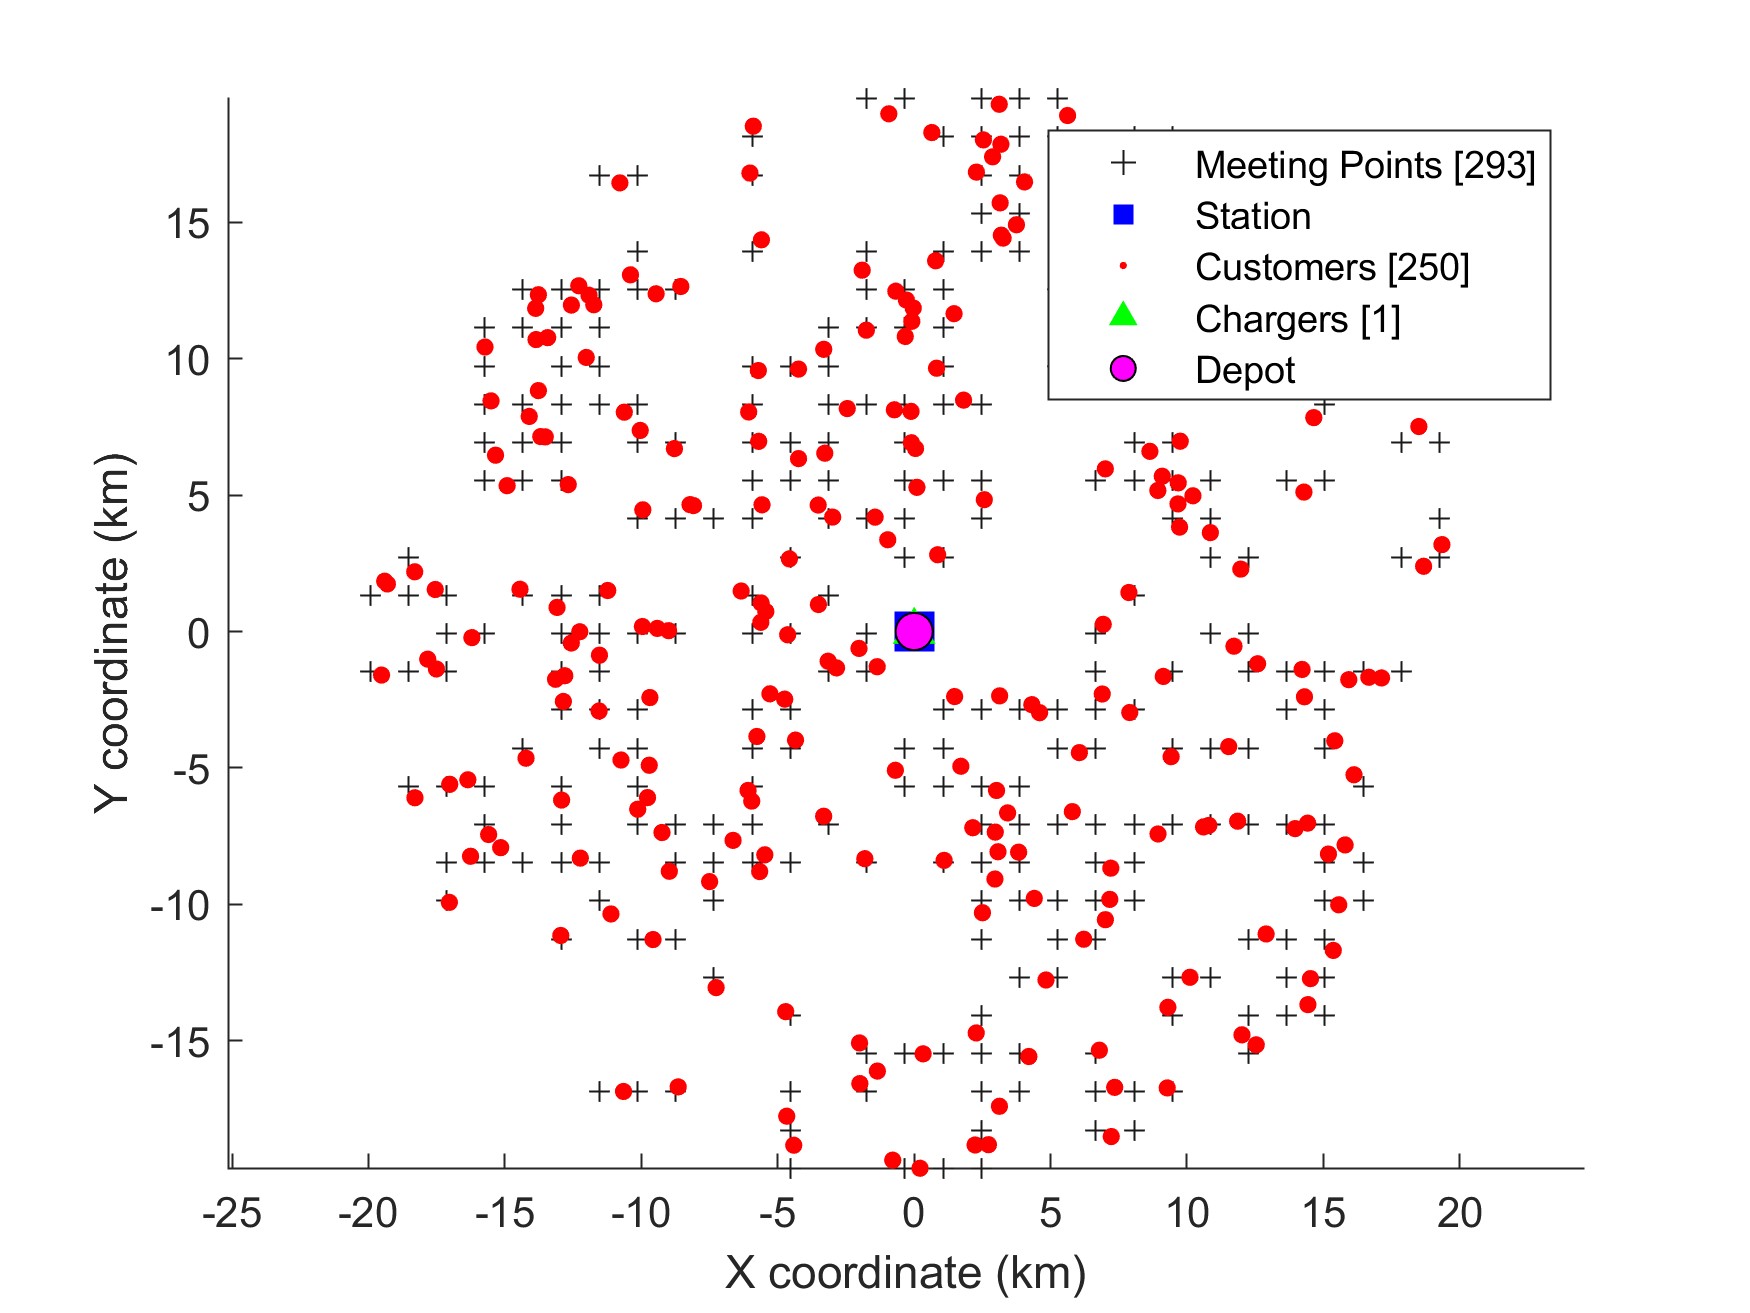 Meeting Points [293]
Station
Customers [250]
Chargers [1]
Depot
Y coordinate (km)
15
10
5
0
-5
-10
-15
-25 -20 -15 -10 -5 0 5 10 15 20
X coordinate (km)